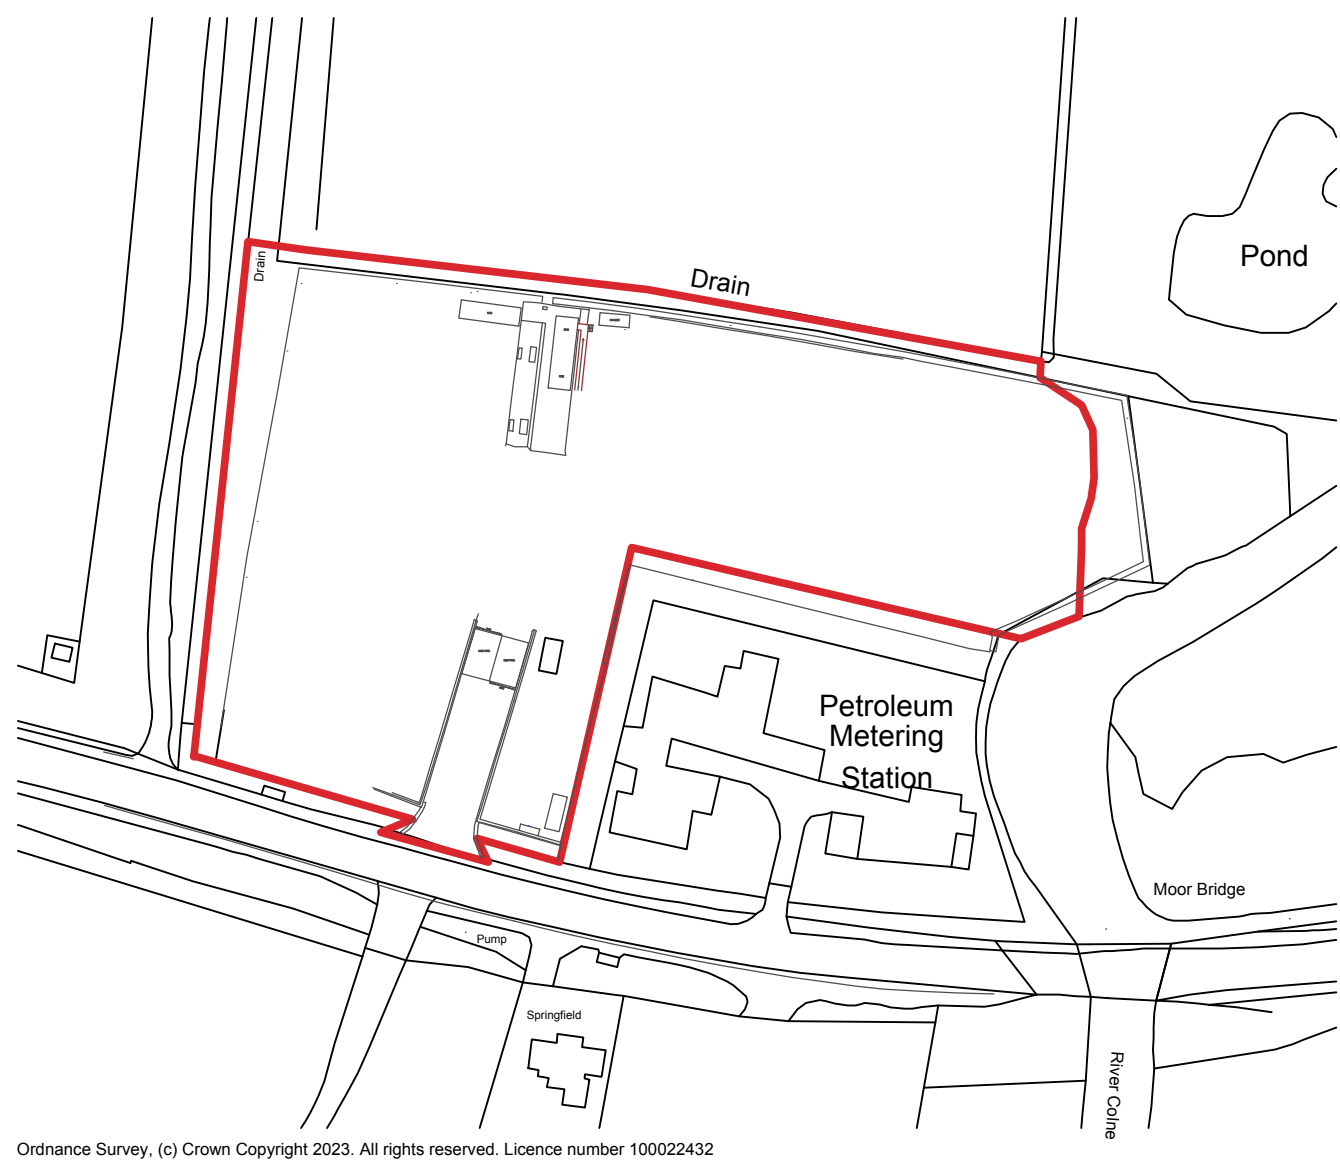 Pond
Drain
Drain
Petroleum
Metering
Station
Moor Bridge
Pump
Springfield
River Colne
Ordnance Survey, (c) Crown Copyright 2023. All rights reserved. Licence number 100022432